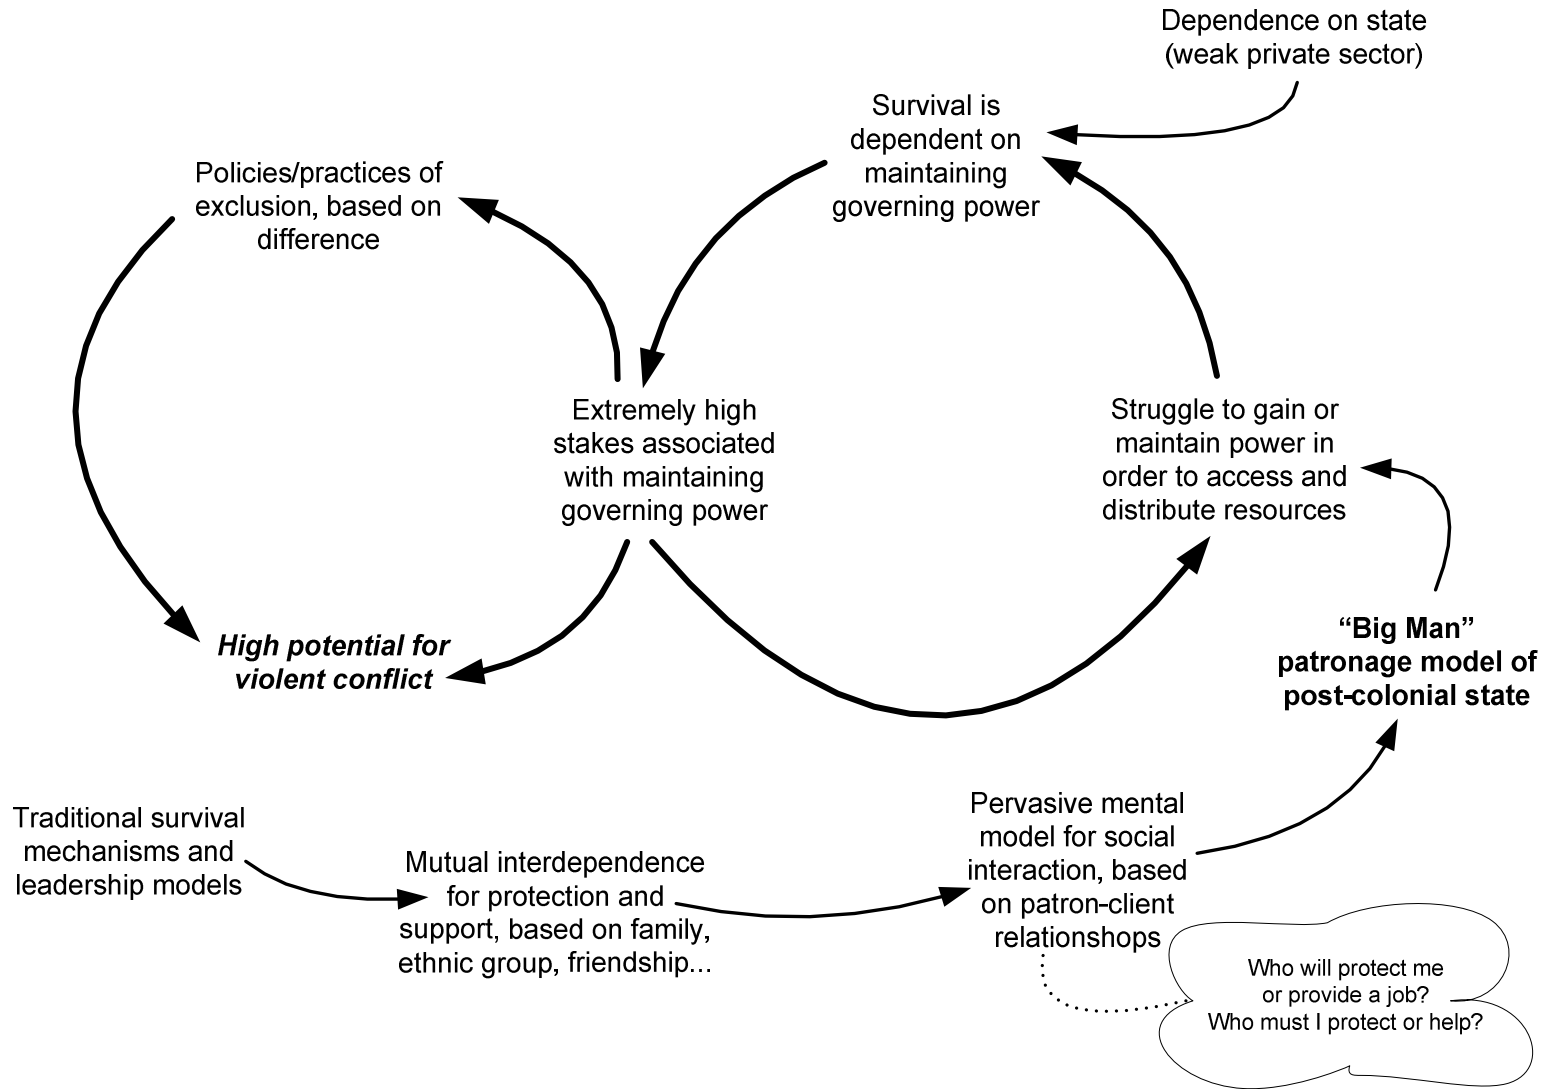 Dependence on state
(weak private sector)
Survival is
dependent on
maintaining
governing power
Policies/practices of
exclusion, based on
difference
Extremely high
stakes associated
with maintaining
governing power
Struggle to gain or
maintain power in
order to access and
distribute resources
High potential for
violent conflict
“Big Man”
patronage model of
post-colonial state
Traditional survival
mechanisms and
leadership models
Mutual interdependence
for protection and
support, based on family,
ethnic group, friendship...
Pervasive mental
model for social
interaction, based
on patron-client
relationshops
Who will protect me
or provide a job?
Who must I protect or help?